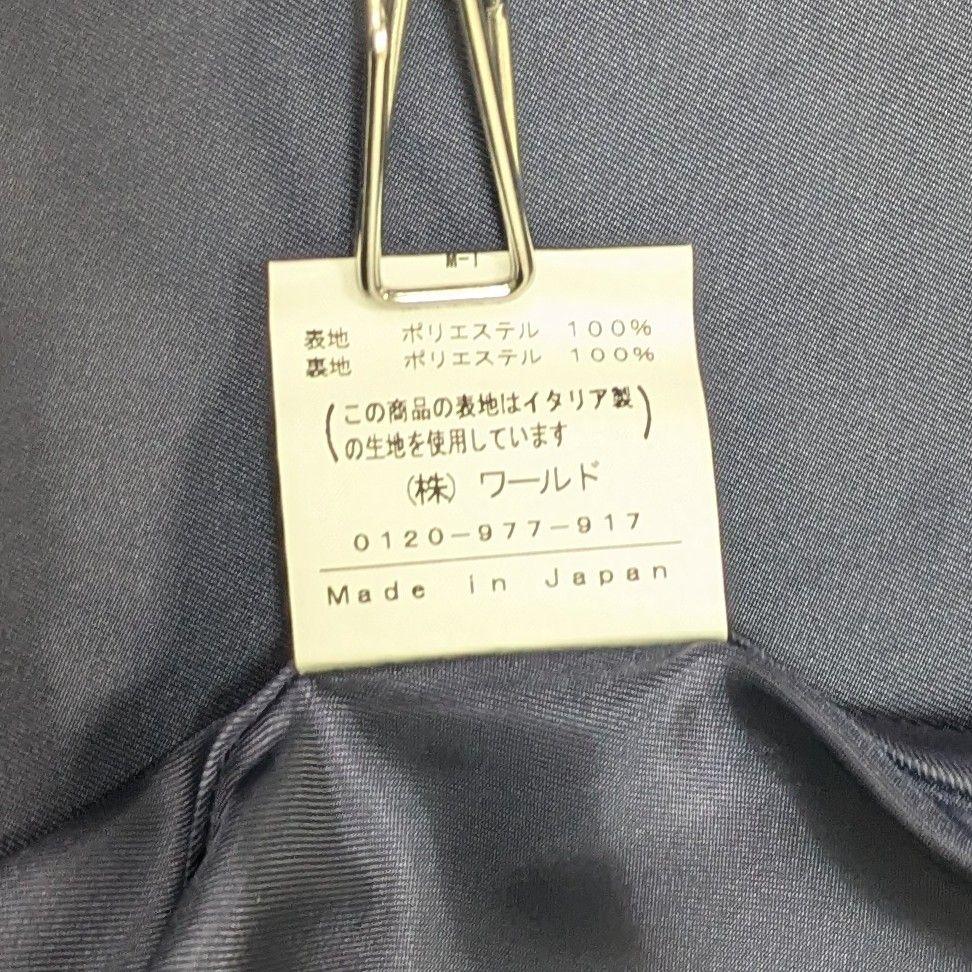 M-1
表地 ポリエステル 100%
裏地 ポリエステル 100%
(この商品の表地はイタリア製
の生地を使用しています)
(株) ワールド
0120-977-917
Made in Japan